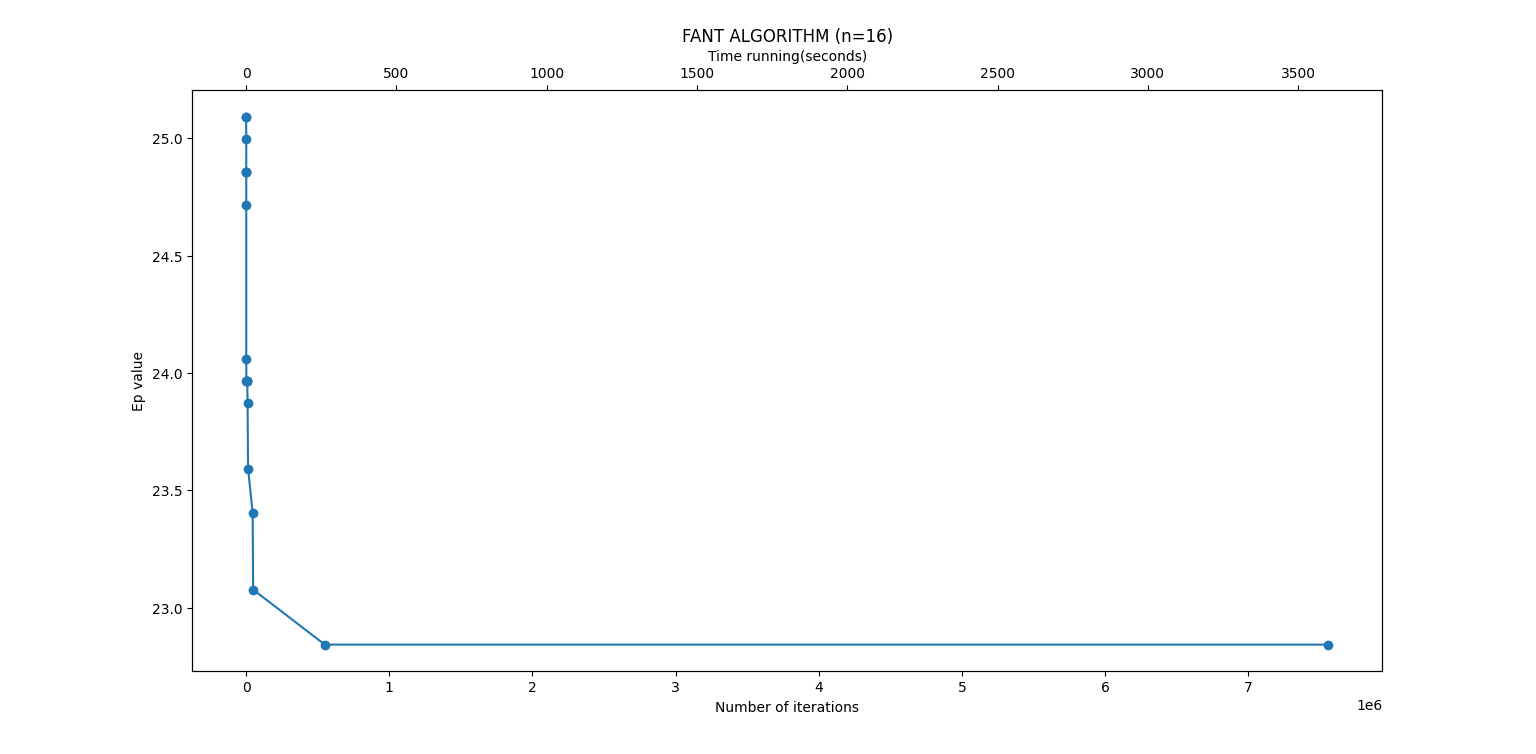 FANT ALGORITHM (n=16)
Time running(seconds)
0 500 1000 1500 2000 2500 3000 3500
25.0
24.5
24.0
23.5
23.0
Ep value
0 1 2 3 4 5 6 7
1e6
Number of iterations